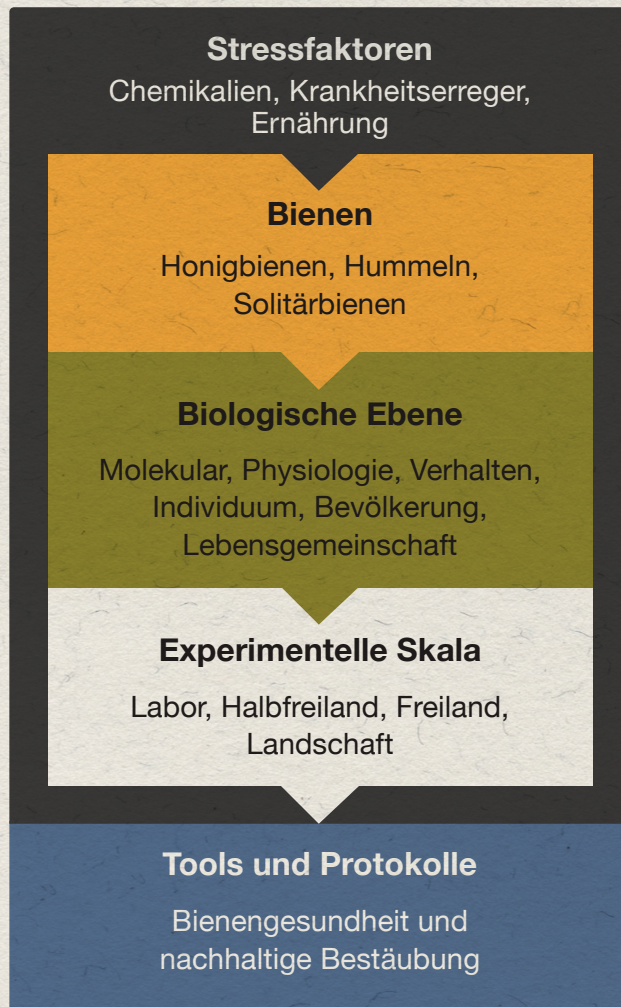 Stressfaktoren
Chemikalien, Krankheitserreger,
Ernährung
Bienen
Honigbienen, Hummeln,
Solitärbienen
Biologische Ebene
Molekular, Physiologie, Verhalten,
Individuum, Bevölkerung,
Lebensgemeinschaft
Experimentelle Skala
Labor, Halbfreiland, Freiland,
Landschaft
Tools und Protokolle
Bienengesundheit und
nachhaltige Bestäubung